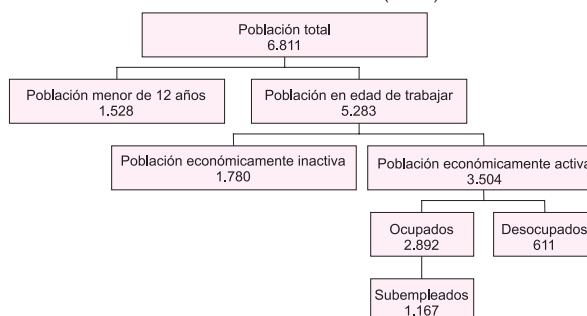 Población total
6.811
Población menor de 12 años
1.528
Población en edad de trabajar
5.283
Población económicamente inactiva
1.780
Población económicamente activa
3.504
Ocupados
2.892
Desocupados
611
Subempleados
1.167